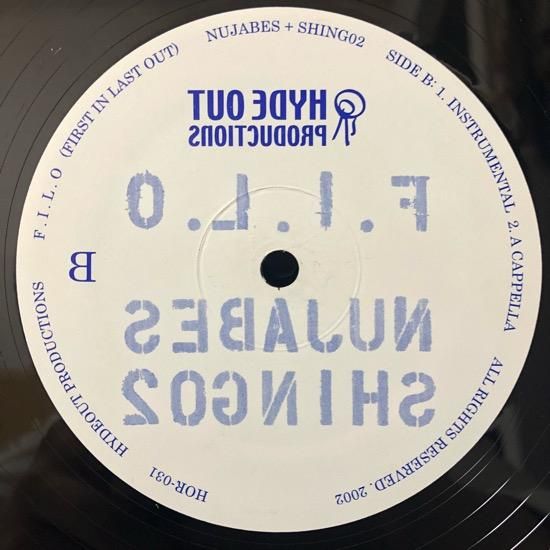 F. I. L. O (FIRST IN LAST OUT) NUJABES + SHING02 SIDE B: 1. INSTRUMENTAL 2. A CAPPELLA
HYDE OUT
PRODUCTIONS
F.I.L.O
B
NUJABES
SHING02
HYDEOUT PRODUCTIONS HOR-031 ALL RIGHTS RESERVED. 2002